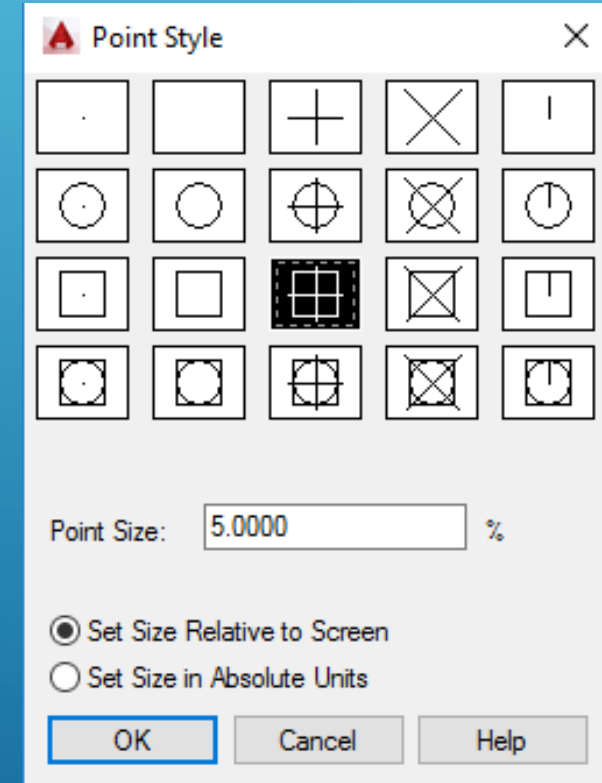 Point Style
Point Size: 5.0000 %
Set Size Relative to Screen
Set Size in Absolute Units
OK Cancel Help